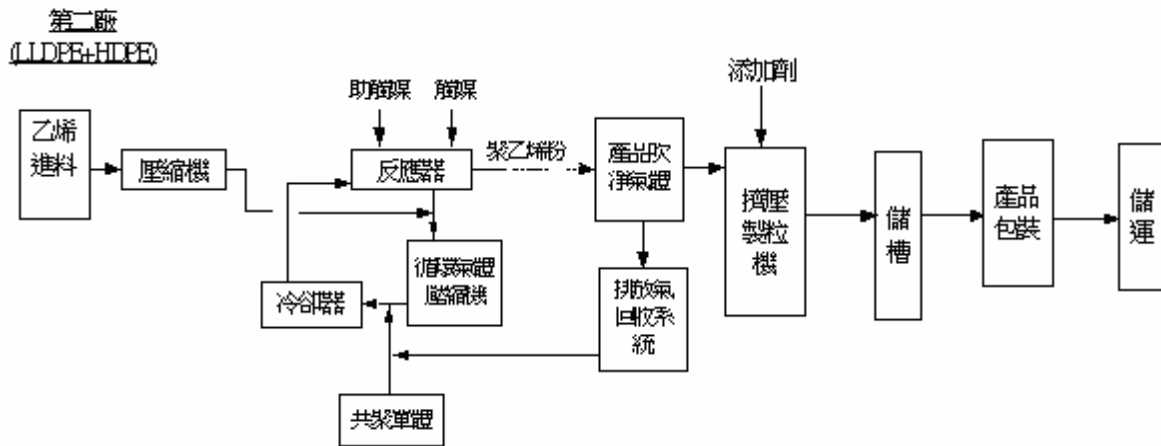 第二廠
(LLDPE+HDPE)
助觸媒
觸媒
添加劑
乙烯
進料
壓縮機
反應器
聚乙烯粉
產品吹
淨氣體
擠壓
製粒
機
儲
槽
產品
包裝
儲
運
循環氣體
壓縮機
冷卻器
排放氣
回收系
統
共聚單體